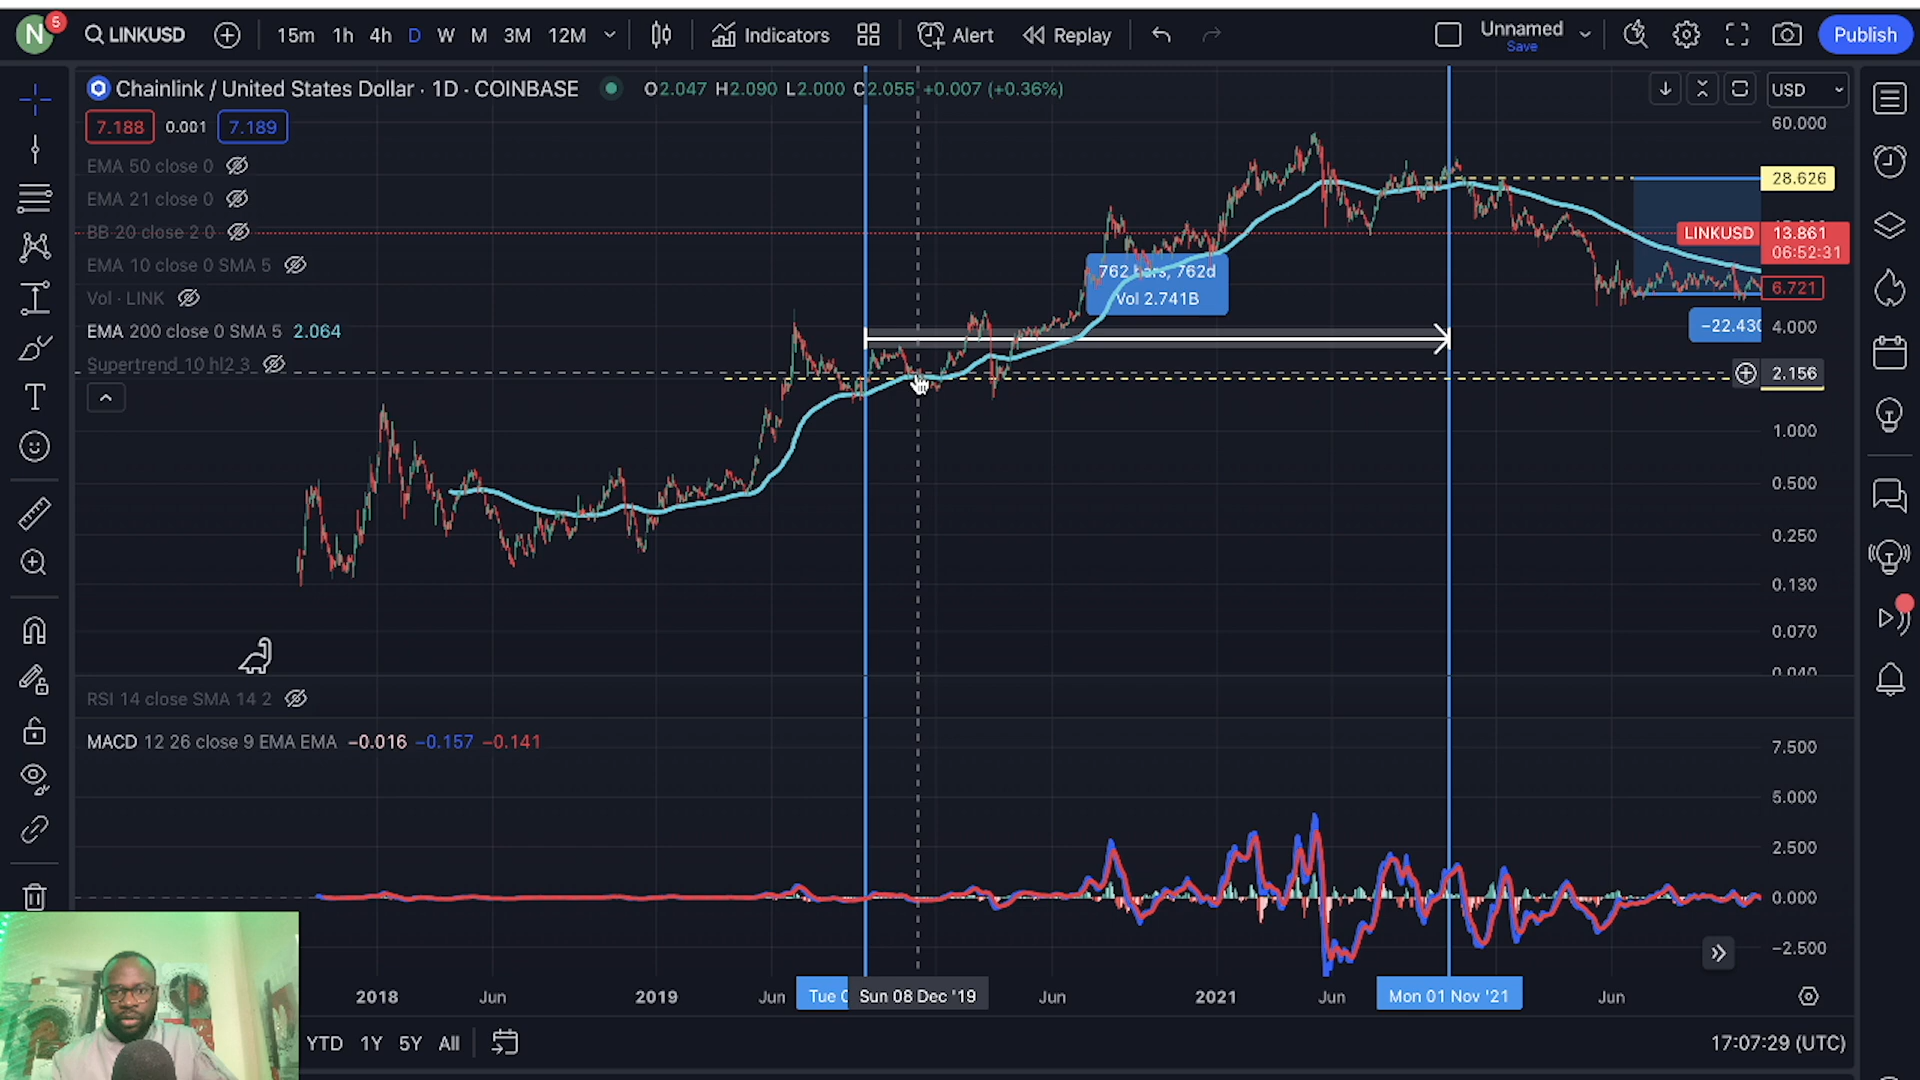 N 5 LINKUSD 15m 1h 4h D W M 3M 12M Indicators Alert Replay Unnamed Publish
Save
Chainlink / United States Dollar · 1D · COINBASE O2.047 H2.090 L2.000 C2.055 +0.007 (+0.36%) USD
7.188 0.001 7.189 60.000
EMA 50 close 0
28.626
EMA 21 close 0
BB 20 close 2 0 LINKUSD 13.861
06:52:31
EMA 10 close 0 SMA 5 762 bars, 762d
6.721
Vol · LINK Vol 2.741B
EMA 200 close 0 SMA 5 2.064 −22.430 4.000
Supertrend 10 hl2 3
2.156
1.000
0.500
0.250
0.130
0.070
0.040
RSI 14 close SMA 14 2
MACD 12 26 close 9 EMA EMA −0.016 −0.157 −0.141 7.500
5.000
2.500
0.000
−2.500
2018 Jun 2019 Jun Tue Sun 08 Dec '19 Jun 2021 Jun Mon 01 Nov '21 Jun
YTD 1Y 5Y All 17:07:29 (UTC)